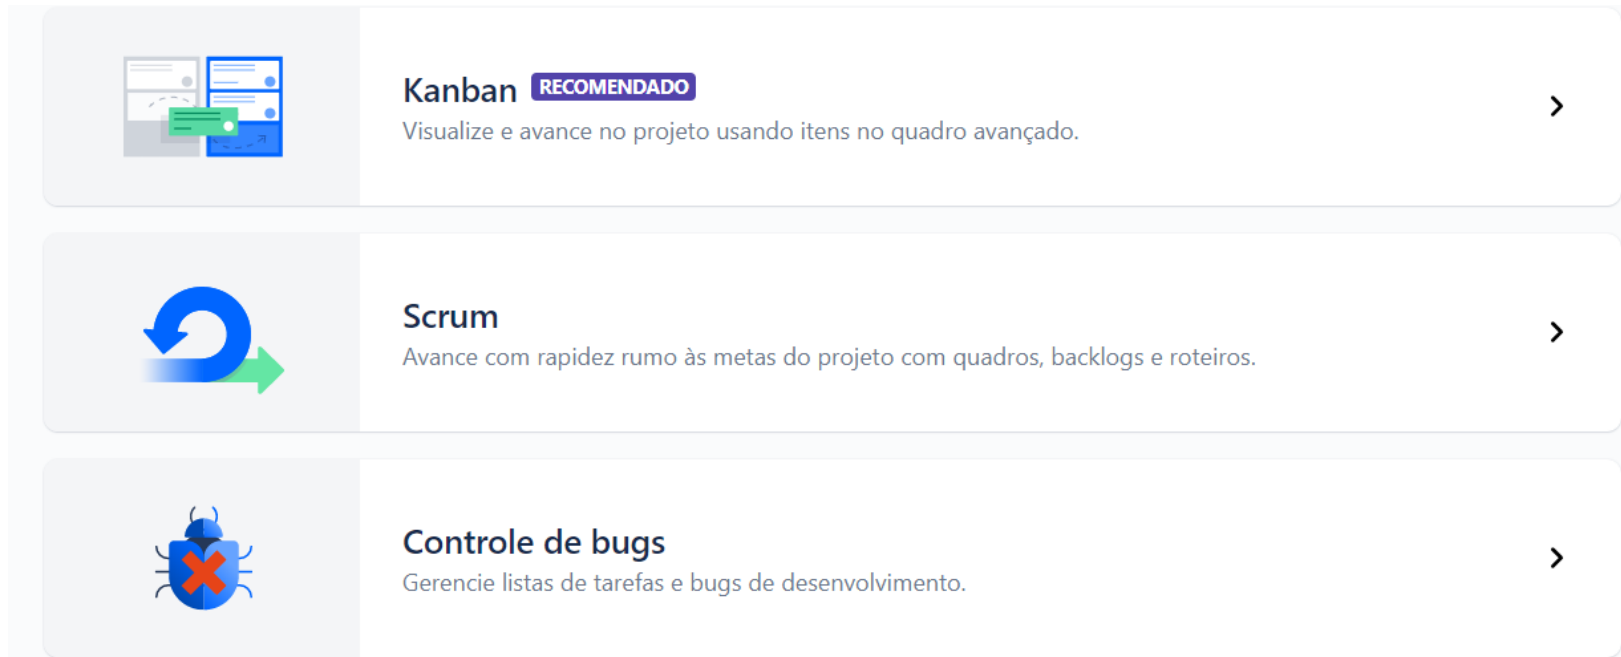 Kanban RECOMENDADO
Visualize e avance no projeto usando itens no quadro avançado.
Scrum
Avance com rapidez rumo às metas do projeto com quadros, backlogs e roteiros.
Controle de bugs
Gerencie listas de tarefas e bugs de desenvolvimento.